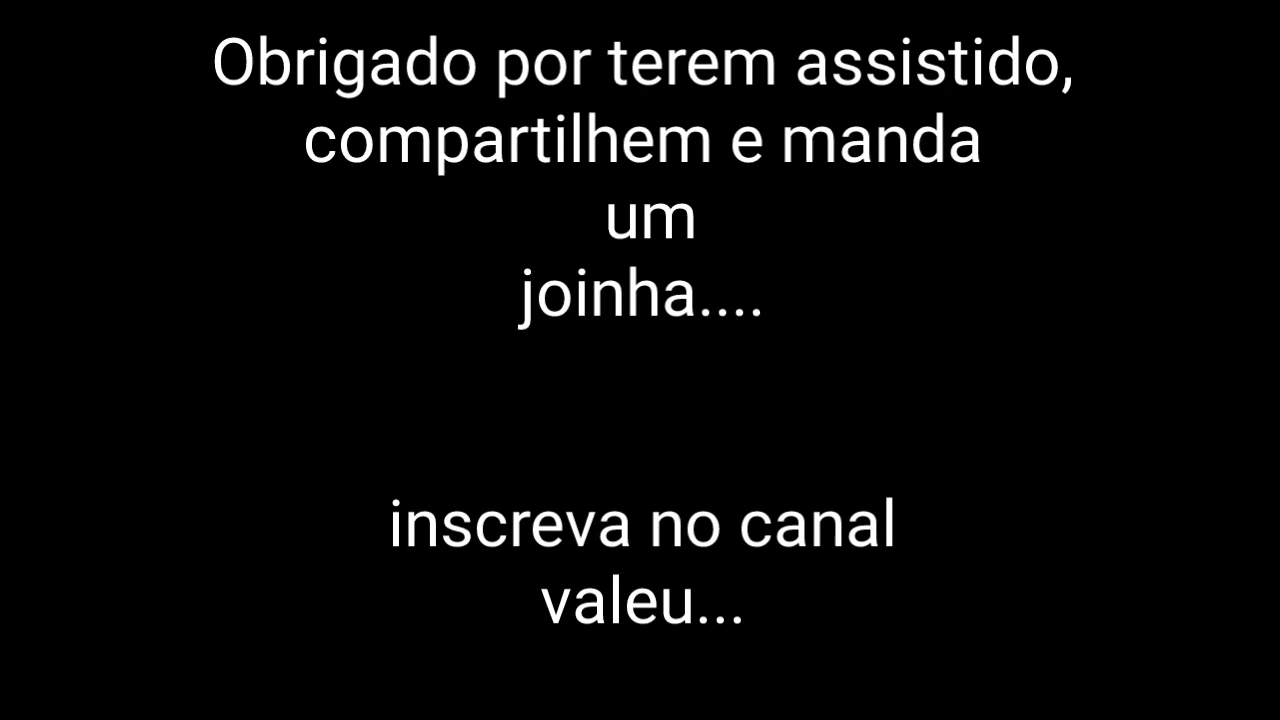 Obrigado por terem assistido,
compartilhem e manda
um
joinha....
inscreva no canal
valeu...